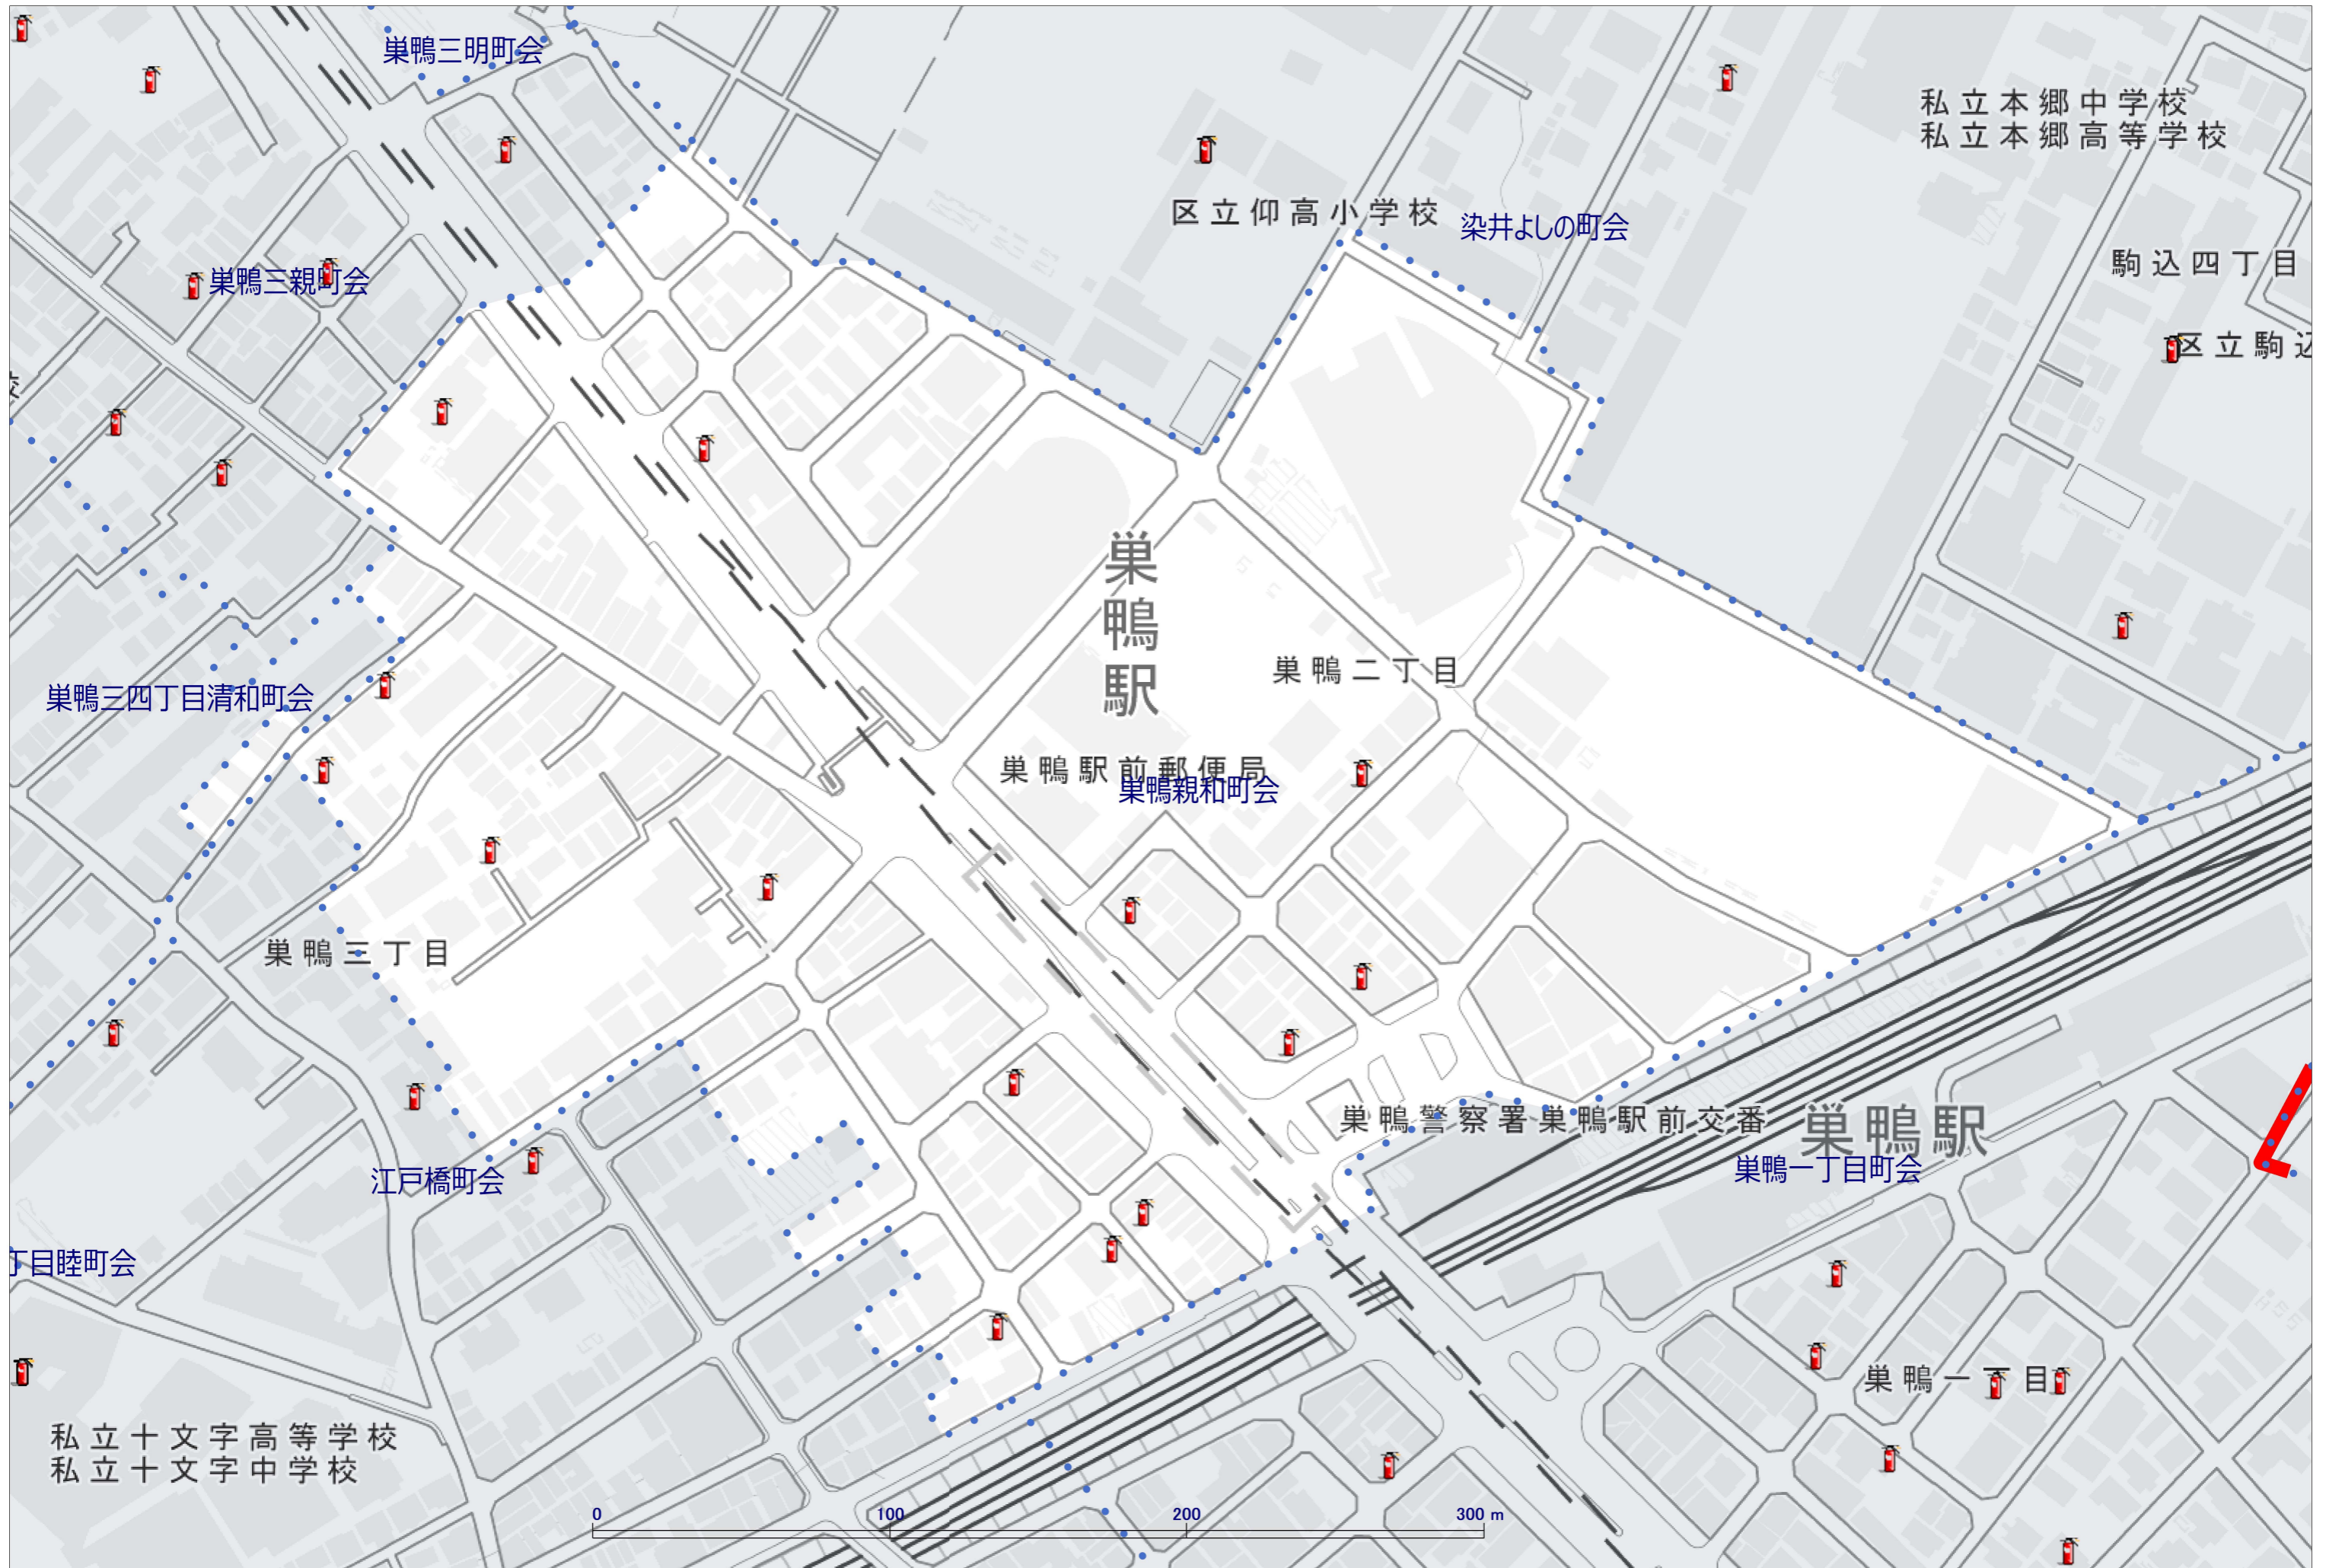 巣鴨三明町会
私立本郷中学校
私立本郷高等学校
区立仰高小学校
染井よしの町会
駒込四丁目
巣鴨三親町会
区立駒込
校
巣鴨駅
巣鴨二丁目
巣鴨三四丁目清和町会
巣鴨駅前郵便局
巣鴨親和町会
巣鴨三丁目
巣鴨警察署巣鴨駅前交番
巣鴨駅
巣鴨一丁目町会
江戸橋町会
丁目睦町会
巣鴨一丁目
私立十文字高等学校
私立十文字中学校
0 100 200 300 m